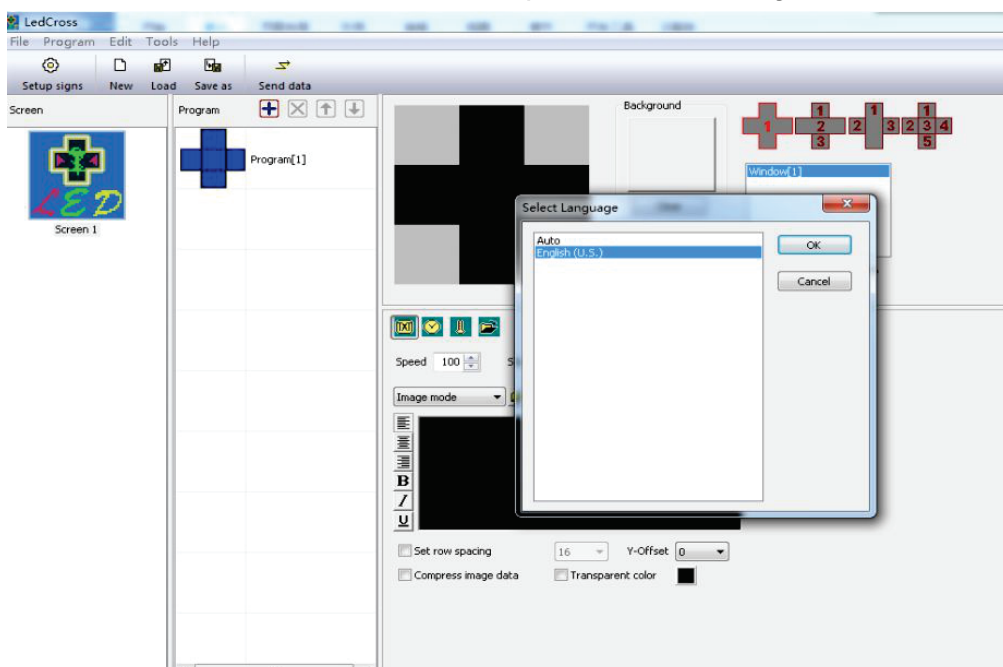 LedCross
File Program Edit Tools Help
Setup signs New Load Save as Send data
Screen
Program
Background
1
1 2 3
1 2 3
1 2 3 4 5
LED
Screen 1
Program[1]
Window[1]
Select Language
Auto
English (U.S.)
OK
Cancel
TXT
Speed 100
Image mode
B
I
U
Set row spacing 16 Y-Offset 0
Compress image data Transparent color